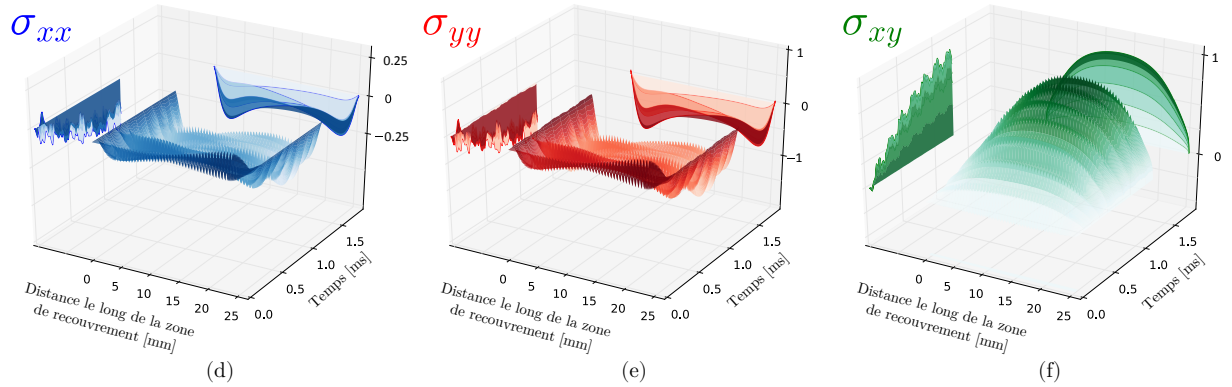 σxx
0.25
0
−0.25
0
5
10
15
20
25
0.0
0.5
1.0
1.5
Distance le long de la zone
de recouvrement [mm]
Temps [ms]
(d)
σyy
1
0
−1
0
5
10
15
20
25
0.0
0.5
1.0
1.5
Distance le long de la zone
de recouvrement [mm]
Temps [ms]
(e)
σxy
1
0
0
5
10
15
20
25
0.0
0.5
1.0
1.5
Distance le long de la zone
de recouvrement [mm]
Temps [ms]
(f)